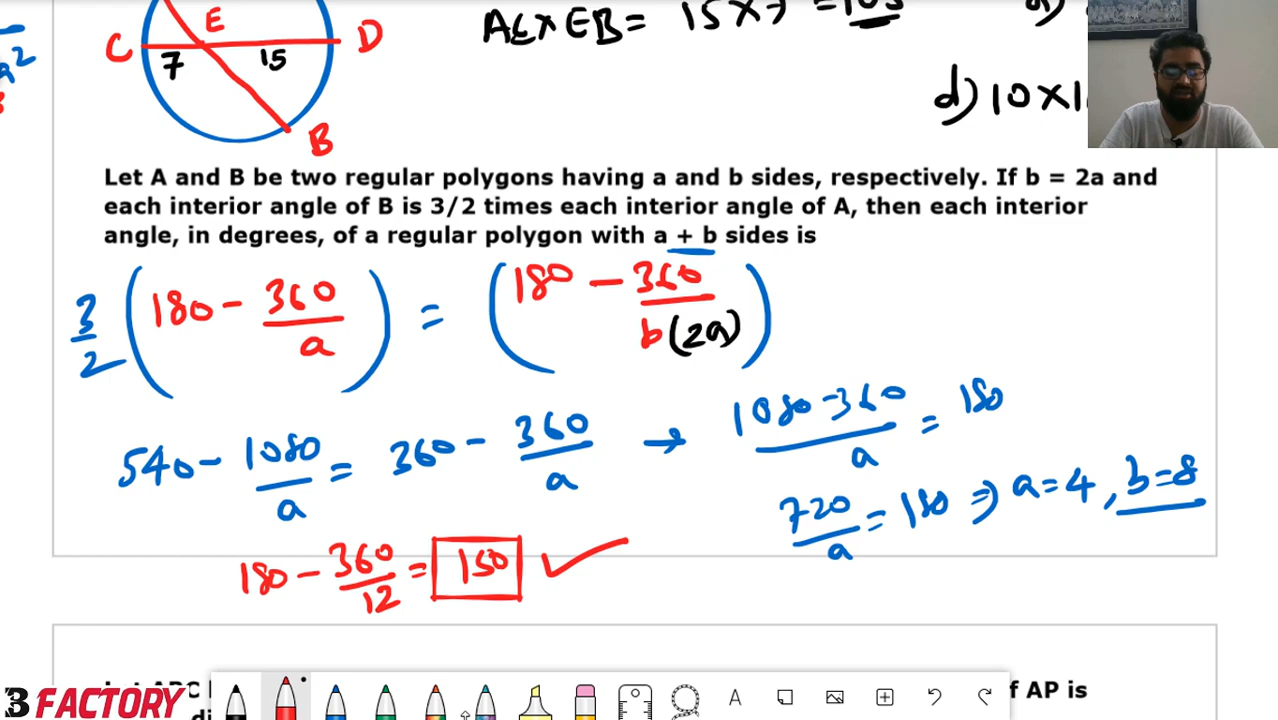 E
C
D
7
15
B
AE×EB= 15×7 =105
d) 10×1
Let A and B be two regular polygons having a and b sides, respectively. If b = 2a and
each interior angle of B is 3/2 times each interior angle of A, then each interior
angle, in degrees, of a regular polygon with a + b sides is
3/2 (180 - 360/a) = (180 - 360/b(2a))
540 - 1080/a = 360 - 360/a → 1080-360/a = 180
720/a = 180 ⇒ a=4, b=8
180 - 360/12 = 150 ✓
f AP is
3 FACTORY
A